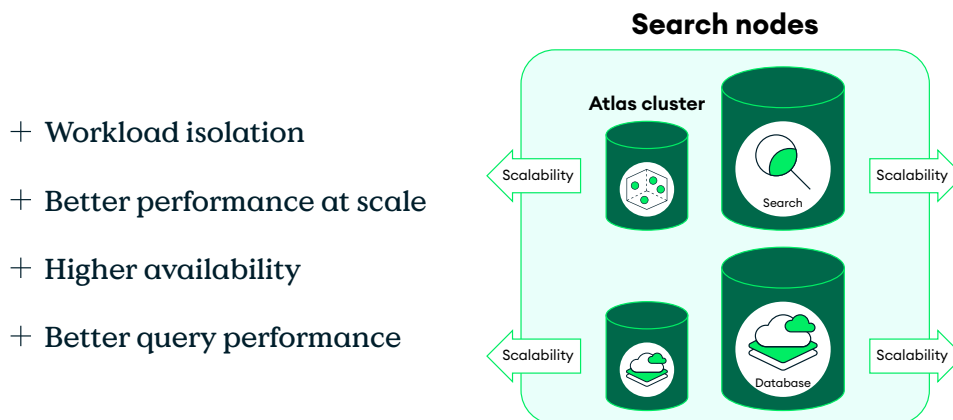 + Workload isolation
+ Better performance at scale
+ Higher availability
+ Better query performance
Search nodes
Atlas cluster
Scalability
Search
Scalability
Scalability
Database
Scalability